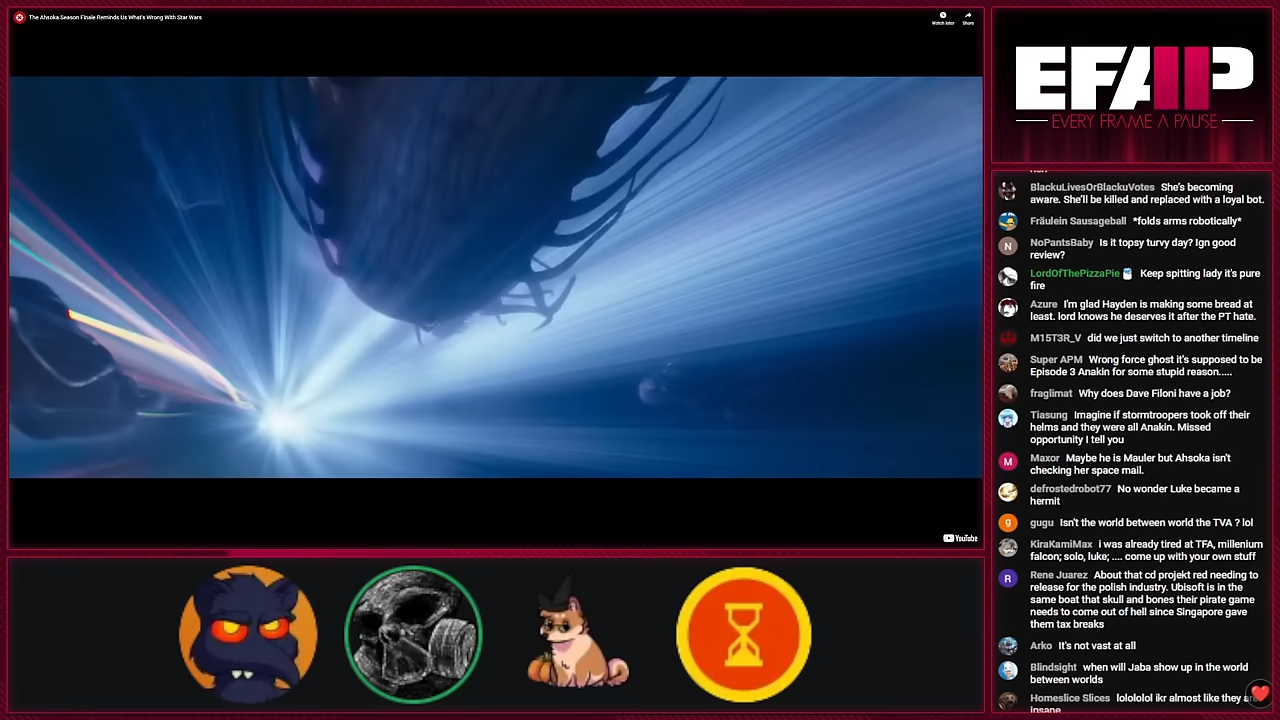 The Ahsoka Season Finale Reminds Us What's Wrong With Star Wars
Watch later
Share
YouTube
EFAP
EVERY FRAME A PAUSE
BlackuLivesOrBlackuVotes She's becoming
aware. She'll be killed and replaced with a loyal bot.
Fräulein Sausageball *folds arms robotically*
N
NoPantsBaby Is it topsy turvy day? Ign good
review?
LordOfThePizzaPie Keep spitting lady it's pure
fire
Azure I'm glad Hayden is making some bread at
least. lord knows he deserves it after the PT hate.
M15T3R_V did we just switch to another timeline
Super APM Wrong force ghost it's supposed to be
Episode 3 Anakin for some stupid reason.....
fraglimat Why does Dave Filoni have a job?
Tiasung Imagine if stormtroopers took off their
helms and they were all Anakin. Missed
opportunity I tell you
M
Maxor Maybe he is Mauler but Ahsoka isn't
checking her space mail.
defrostedrobot77 No wonder Luke became a
hermit
g
gugu Isn't the world between world the TVA ? lol
KiraKamiMax i was already tired at TFA, millenium
falcon; solo, luke; .... come up with your own stuff
R
Rene Juarez About that cd projekt red needing to
release for the polish industry. Ubisoft is in the
same boat that skull and bones their pirate game
needs to come out of hell since Singapore gave
them tax breaks
Arko It's not vast at all
Blindsight when will Jaba show up in the world
between worlds
Homeslice Slices lolololol ikr almost like they are
insane